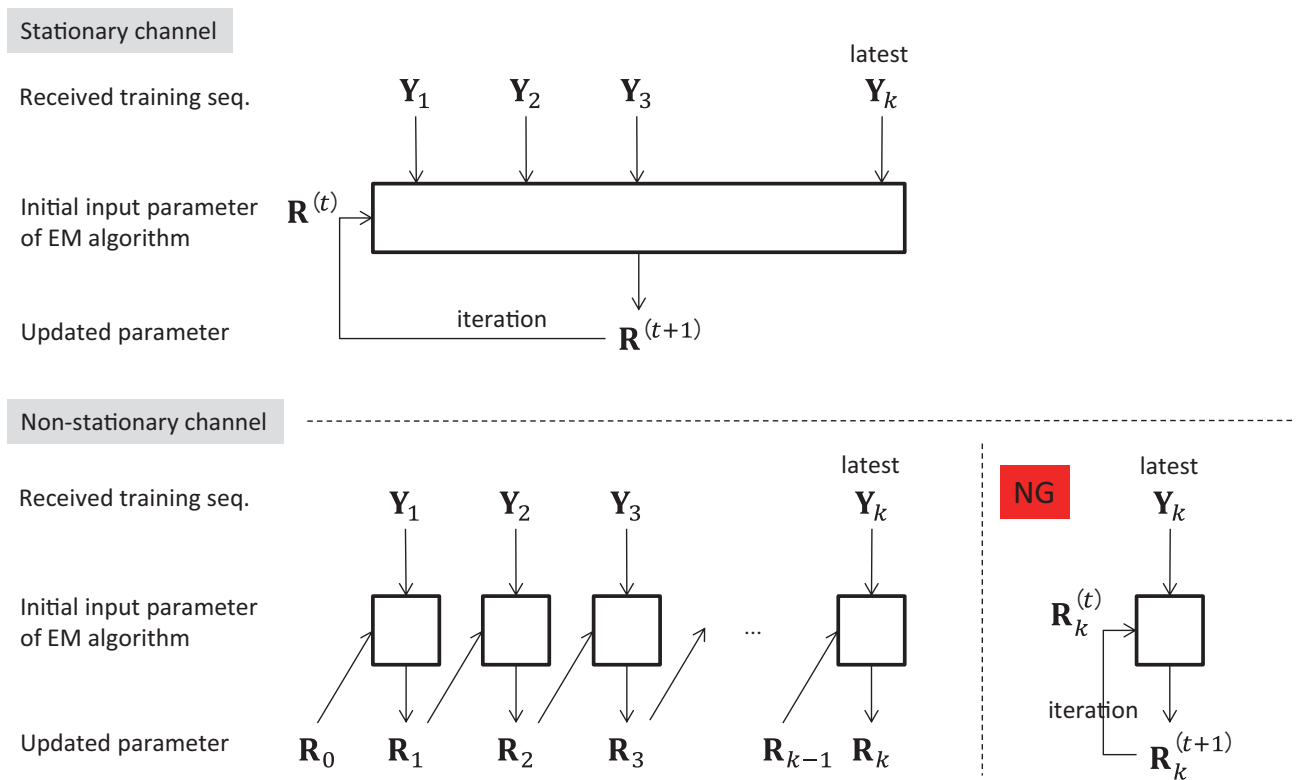 Stationary channel
latest
Received training seq. Y₁ Y₂ Y₃ Yₖ
Initial input parameter of EM algorithm R⁽ᵗ⁾
iteration
Updated parameter R⁽ᵗ⁺¹⁾
Non-stationary channel
latest
Received training seq. Y₁ Y₂ Y₃ Yₖ
Initial input parameter
of EM algorithm
...
Updated parameter R₀ R₁ R₂ R₃ Rₖ₋₁ Rₖ
NG
latest
Yₖ
Rₖ⁽ᵗ⁾
iteration
Rₖ⁽ᵗ⁺¹⁾